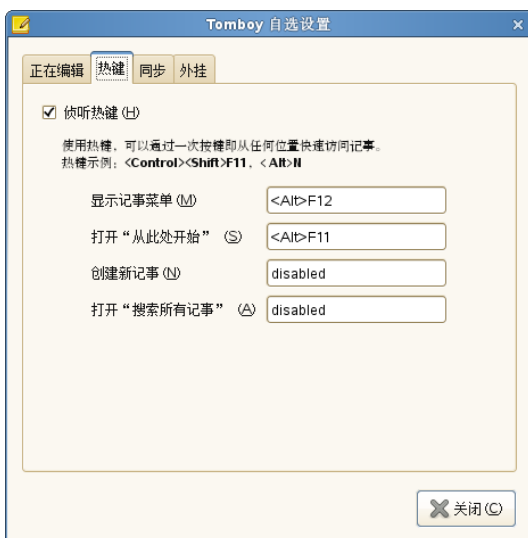 Tomboy 自选设置
正在编辑 热键 同步 外挂
侦听热键(H)
使用热键，可以通过一次按键即从任何位置快速访问记事。
热键示例：<Control><Shift>F11，<Alt>N
显示记事菜单(M) <Alt>F12
打开“从此处开始” (S) <Alt>F11
创建新记事(N) disabled
打开“搜索所有记事” (A) disabled
关闭(C)